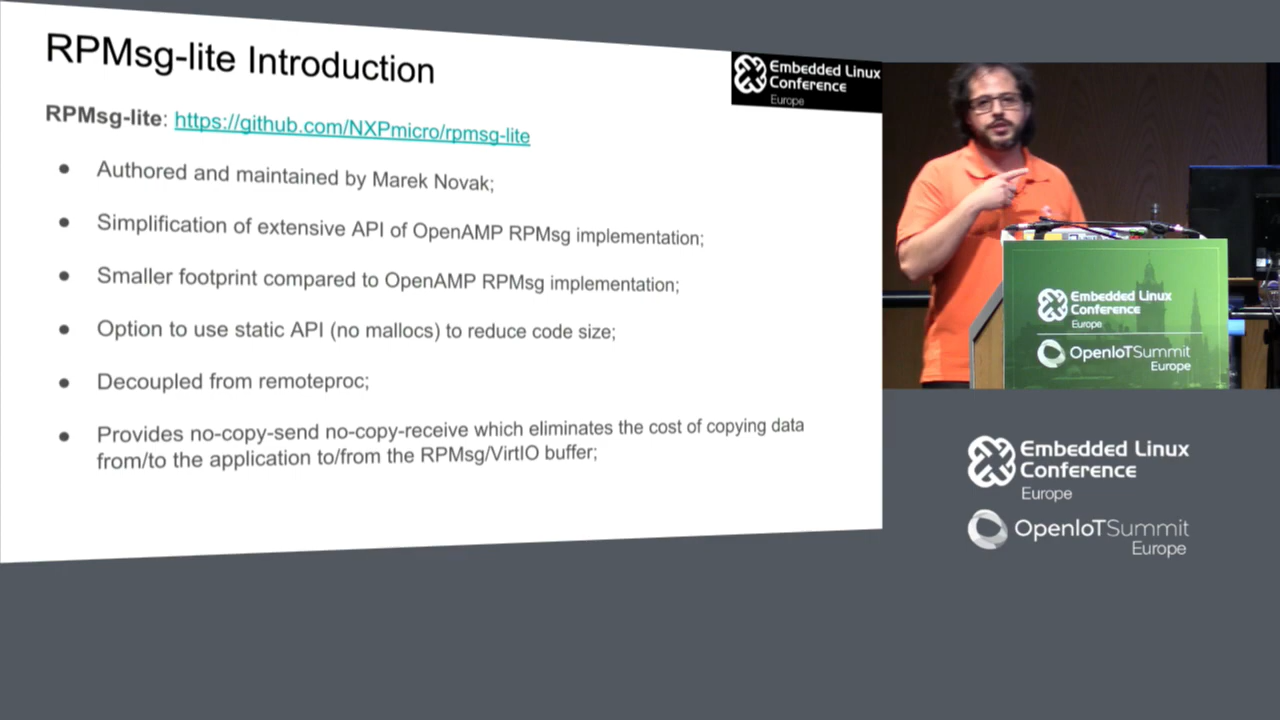 RPMsg-lite Introduction
Embedded Linux
Conference
Europe
RPMsg-lite: https://github.com/NXPmicro/rpmsg-lite
● Authored and maintained by Marek Novak;
● Simplification of extensive API of OpenAMP RPMsg implementation;
● Smaller footprint compared to OpenAMP RPMsg implementation;
● Option to use static API (no mallocs) to reduce code size;
● Decoupled from remoteproc;
● Provides no-copy-send no-copy-receive which eliminates the cost of copying data
from/to the application to/from the RPMsg/VirtIO buffer;
Embedded Linux
Conference
Europe
OpenIoTSummit
Europe
Embedded Linux
Conference
Europe
OpenIoTSummit
Europe